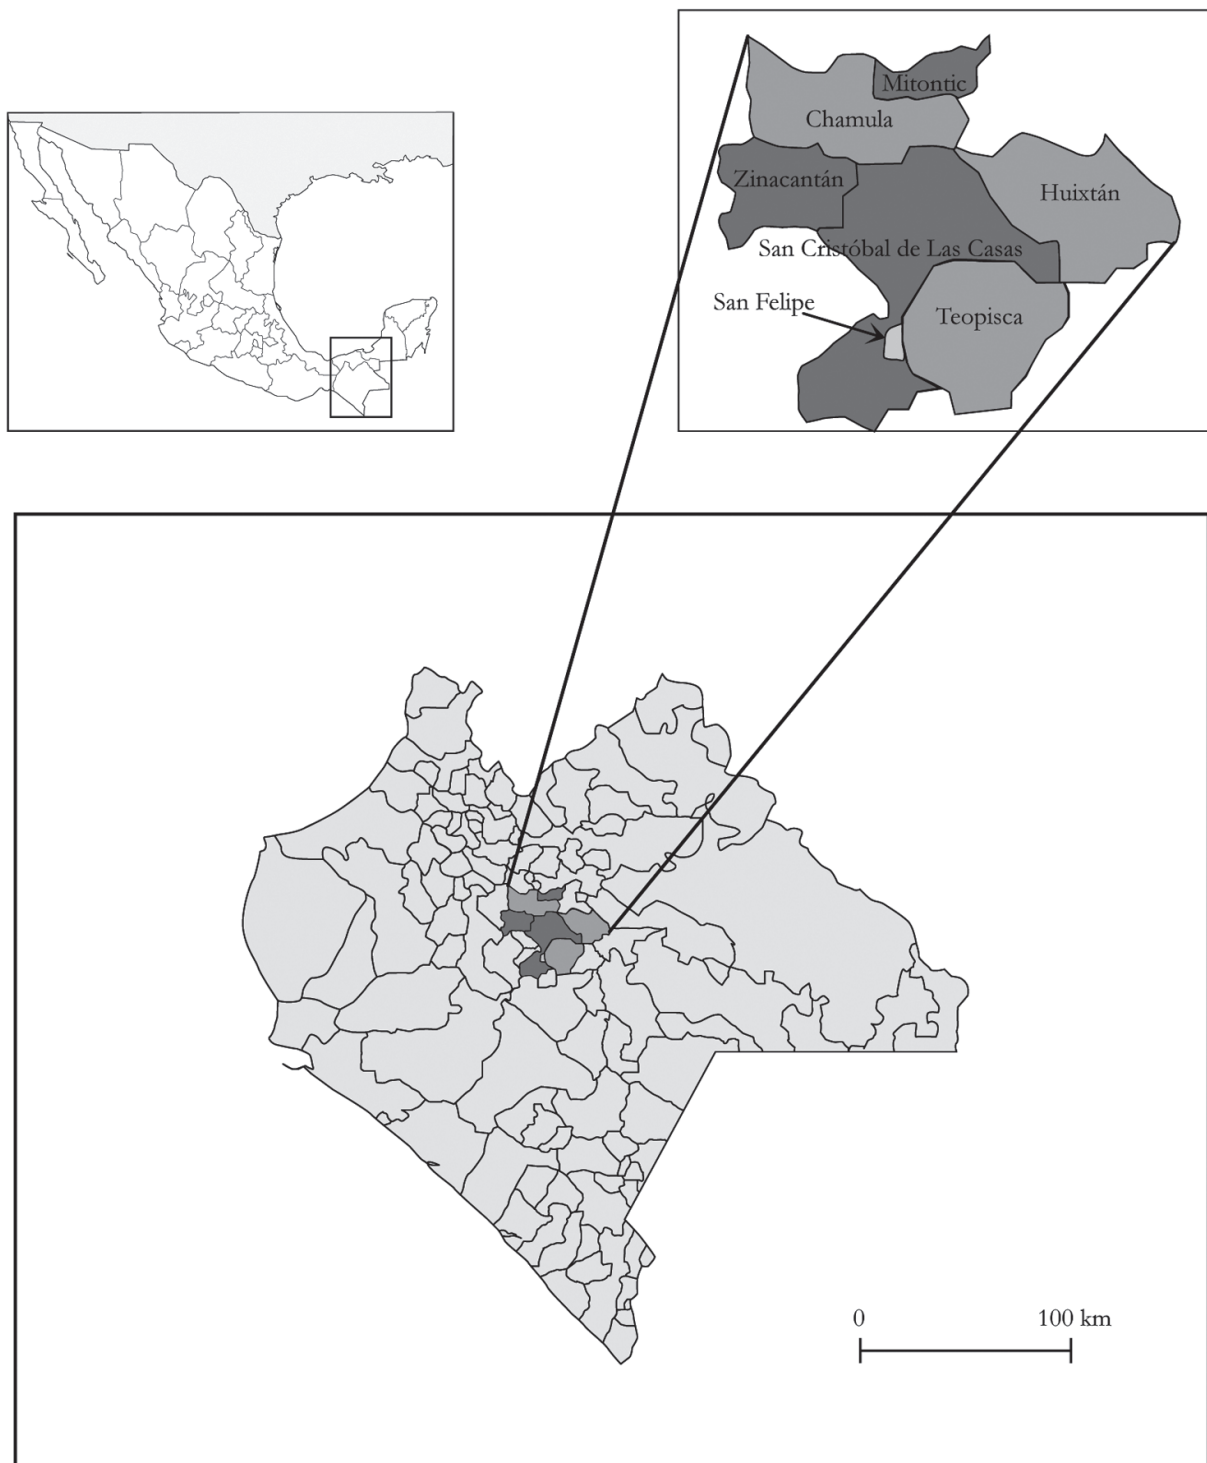 Mitontic
Chamula
Zinacantán
Huixtán
San Cristóbal de Las Casas
San Felipe
Teopisca
0 100 km